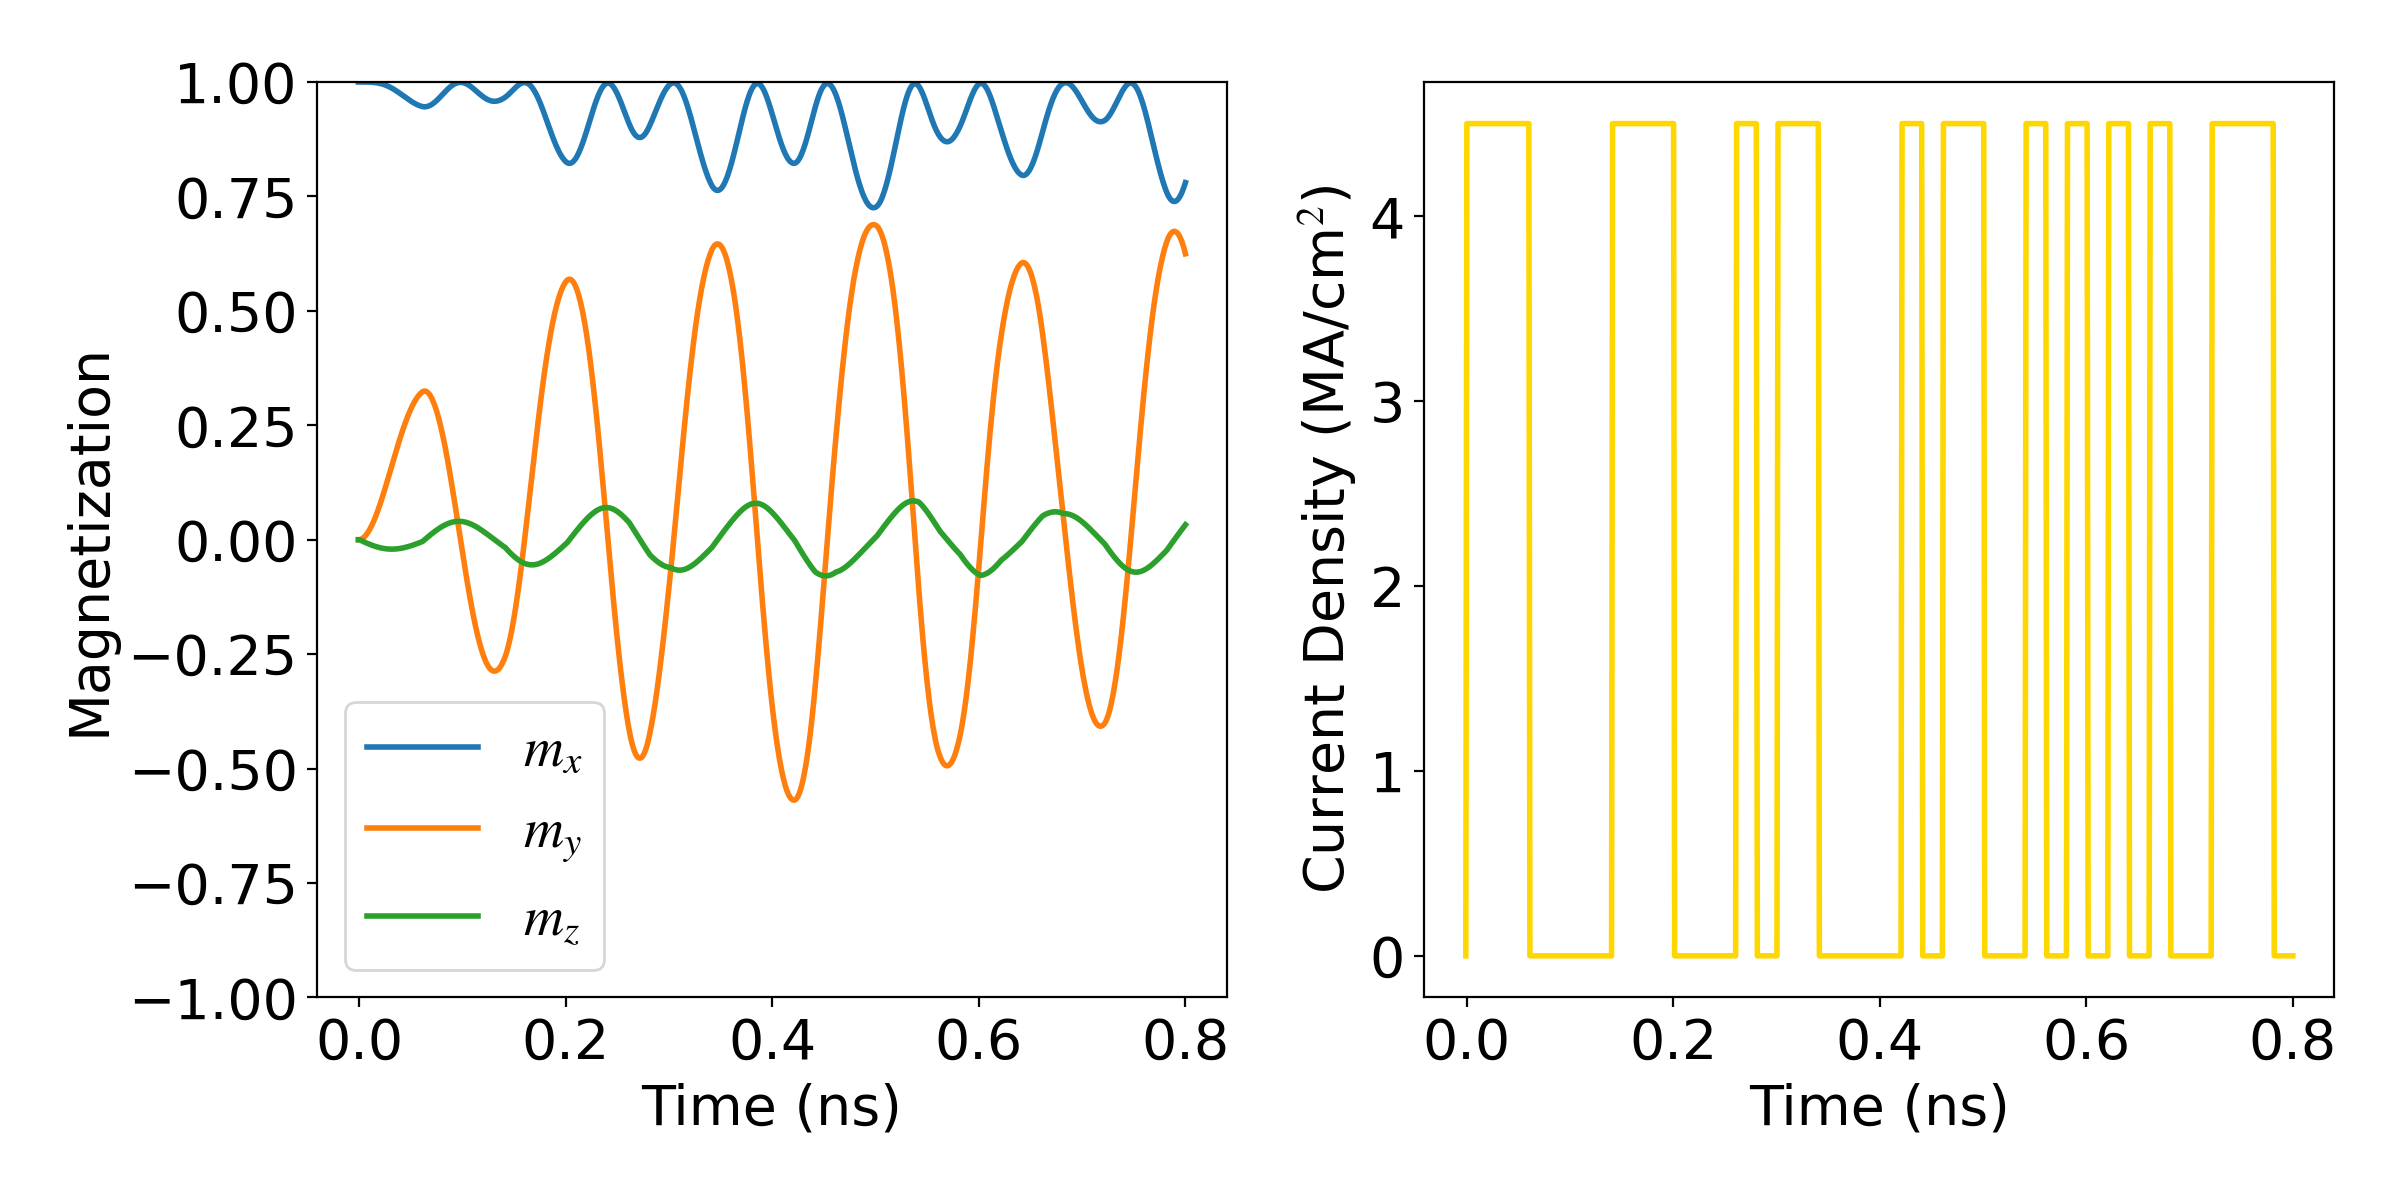 1.00
0.75
0.50
0.25
0.00
−0.25
−0.50
−0.75
−1.00
Magnetization
m_x
m_y
m_z
0.0 0.2 0.4 0.6 0.8
Time (ns)
4
3
2
1
0
Current Density (MA/cm²)
0.0 0.2 0.4 0.6 0.8
Time (ns)